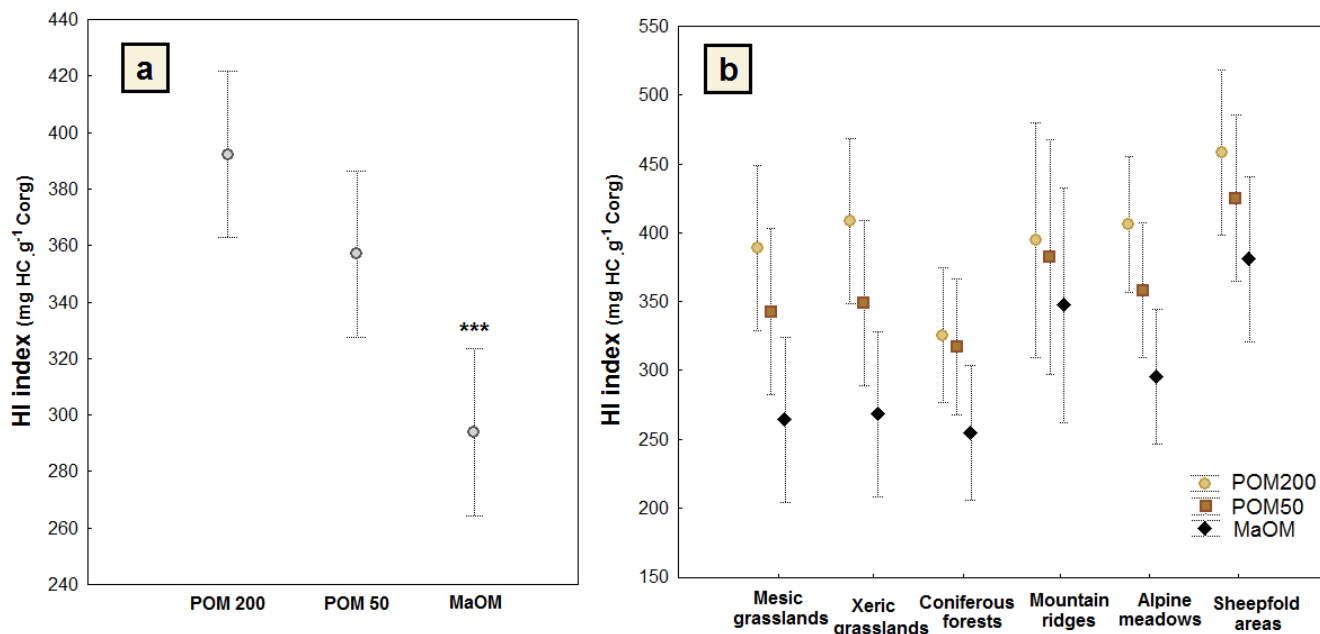 a
HI index (mg HC.g⁻¹ Corg)
440
420
400
380
360
340
320
300
280
260
240
***
POM 200 POM 50 MaOM
b
HI index (mg HC.g⁻¹ Corg)
550
500
450
400
350
300
250
200
150
POM200
POM50
MaOM
Mesic
grasslands
Xeric
grasslands
Coniferous
forests
Mountain
ridges
Alpine
meadows
Sheepfold
areas